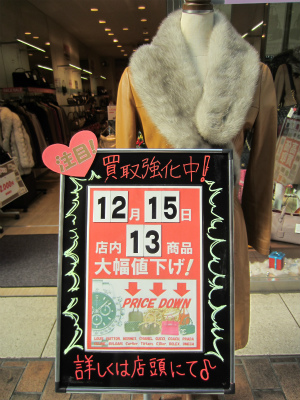 注目!
買取強化中!
12月15日
店内13商品
大幅値下げ!
PRICE DOWN
詳しくは店頭にて♪